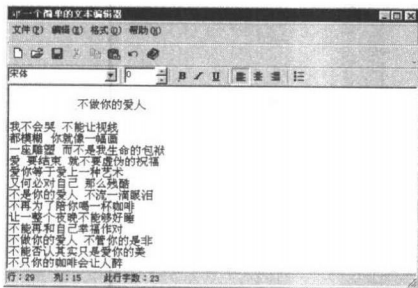 一个简单的文本编辑器
文件(F) 编辑(E) 格式(O) 帮助(H)
宋体 0 B I U
不做你的爱人
我不会哭 不能让视线
都模糊 你就像一幅画
一座雕塑 而不是我生命的包袱
爱 要结束 就不要虚伪的祝福
爱你等于爱上一种艺术
又何必对自己 那么残酷
不是你的爱人 不流一滴眼泪
不再为了陪你喝一杯咖啡
让一整个夜晚不能够好睡
不能再和自己幸福作对
不做你的爱人 不管你的是非
不能否认其实只是爱你的美
不只你的咖啡会让人醉
行：29 列：15 此行字数：23